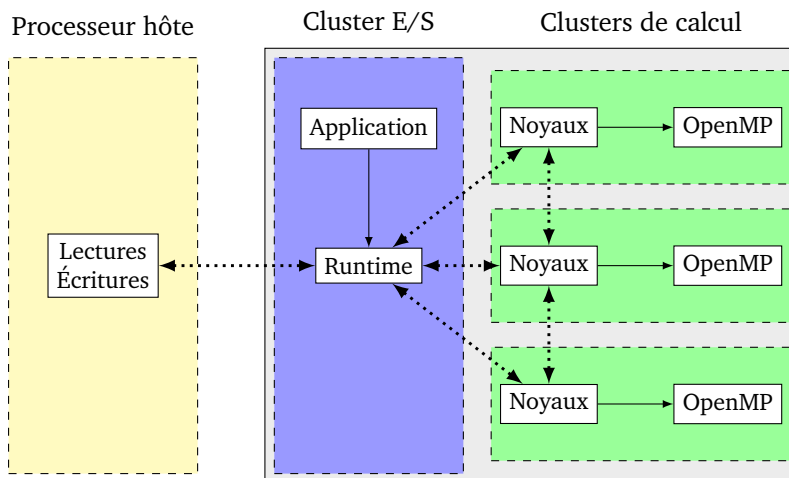 Processeur hôte
Cluster E/S
Clusters de calcul
Application
Noyaux
OpenMP
Lectures
Écritures
Runtime
Noyaux
OpenMP
Noyaux
OpenMP